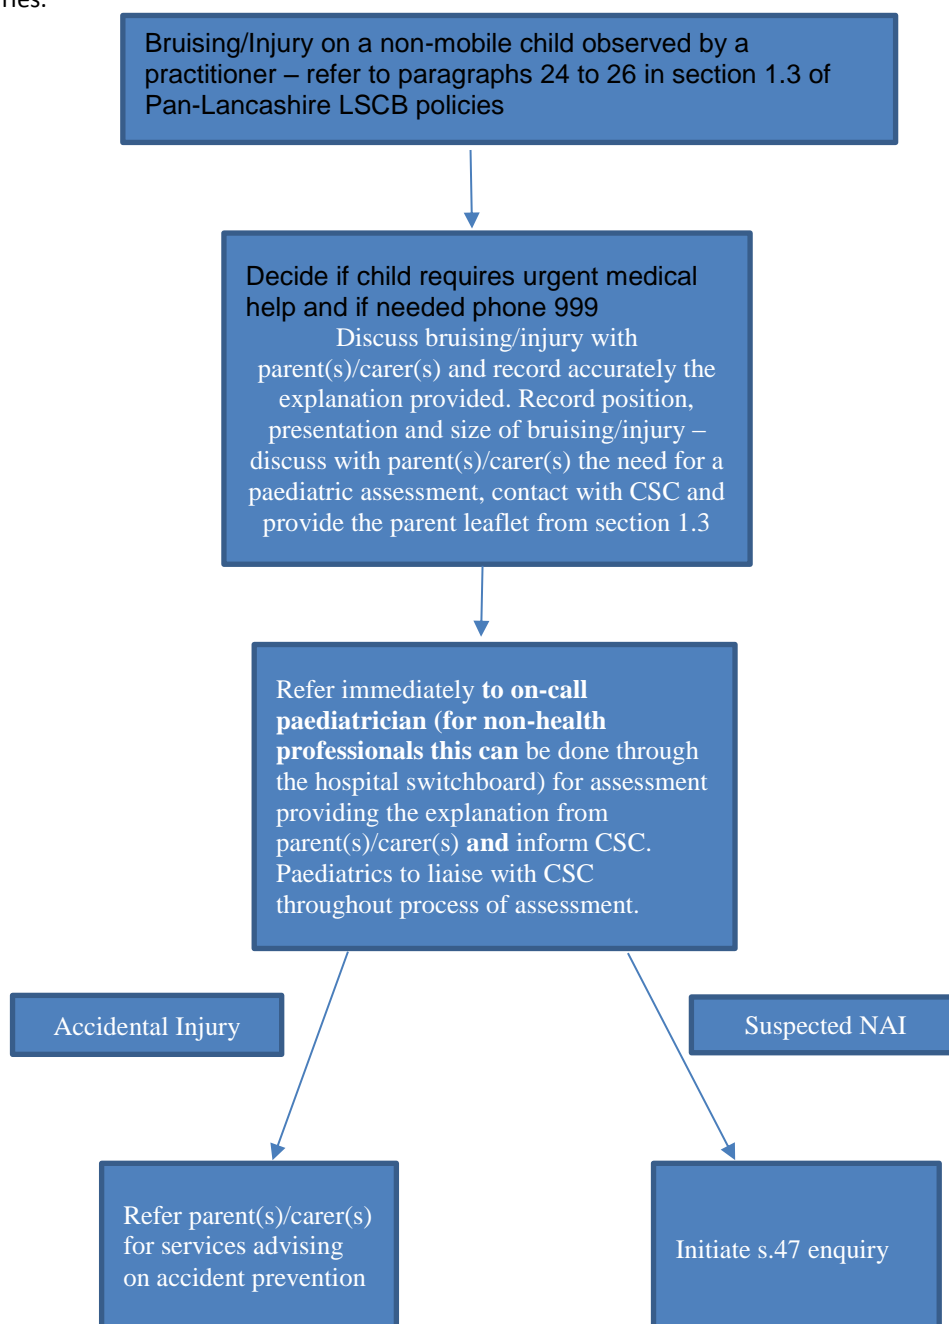 ries.
Bruising/Injury on a non-mobile child observed by a
practitioner – refer to paragraphs 24 to 26 in section 1.3 of
Pan-Lancashire LSCB policies
Decide if child requires urgent medical
help and if needed phone 999
Discuss bruising/injury with
parent(s)/carer(s) and record accurately the
explanation provided. Record position,
presentation and size of bruising/injury –
discuss with parent(s)/carer(s) the need for a
paediatric assessment, contact with CSC and
provide the parent leaflet from section 1.3
Refer immediately to on-call
paediatrician (for non-health
professionals this can be done through
the hospital switchboard) for assessment
providing the explanation from
parent(s)/carer(s) and inform CSC.
Paediatrics to liaise with CSC
throughout process of assessment.
Accidental Injury
Suspected NAI
Refer parent(s)/carer(s)
for services advising
on accident prevention
Initiate s.47 enquiry